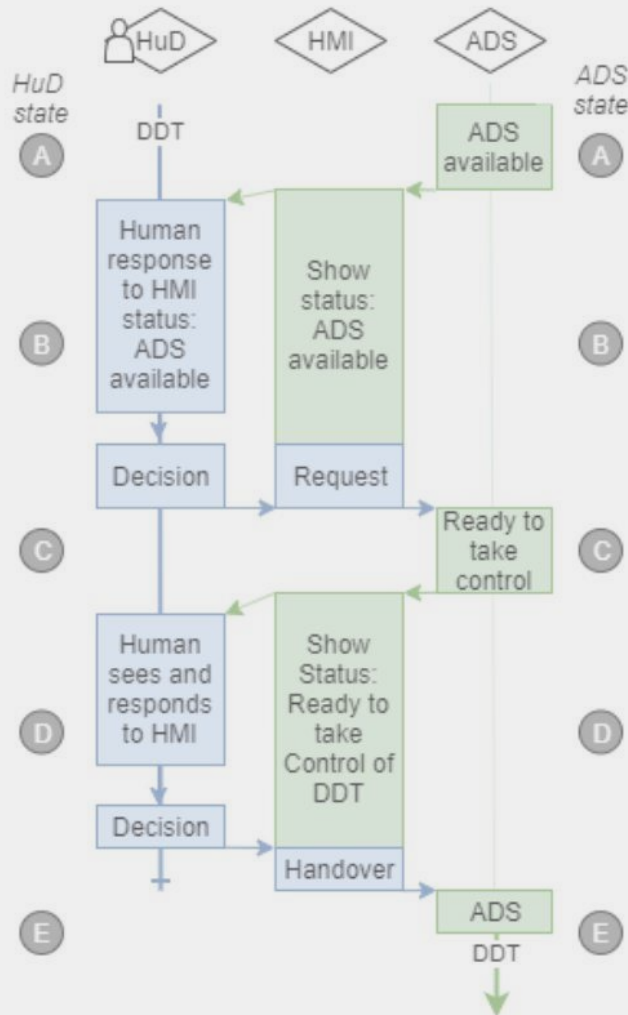 HuD
HMI
ADS
HuD
state
ADS
state
A
DDT
ADS
available
A
Human
response
to HMI
status:
ADS
available
Show
status:
ADS
available
B
B
Decision
Request
C
Ready to
take
control
C
Human
sees and
responds
to HMI
Show
Status:
Ready to
take
Control of
DDT
D
D
Decision
Handover
E
ADS
DDT
E